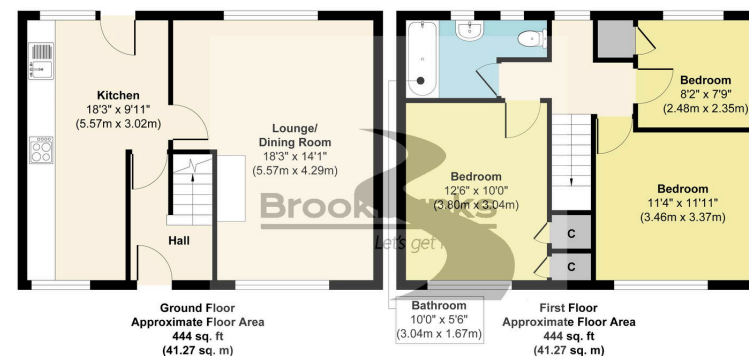 Kitchen
18'3" x 9'11"
(5.57m x 3.02m)
Lounge/
Dining Room
18'3" x 14'1"
(5.57m x 4.29m)
Hall
Ground Floor
Approximate Floor Area
444 sq. ft
(41.27 sq. m)
Bedroom
8'2" x 7'9"
(2.48m x 2.35m)
Bedroom
12'6" x 10'0"
(3.80m x 3.04m)
Bedroom
11'4" x 11'11"
(3.46m x 3.37m)
C
C
Bathroom
10'0" x 5'6"
(3.04m x 1.67m)
First Floor
Approximate Floor Area
444 sq. ft
(41.27 sq. m)
Let's get